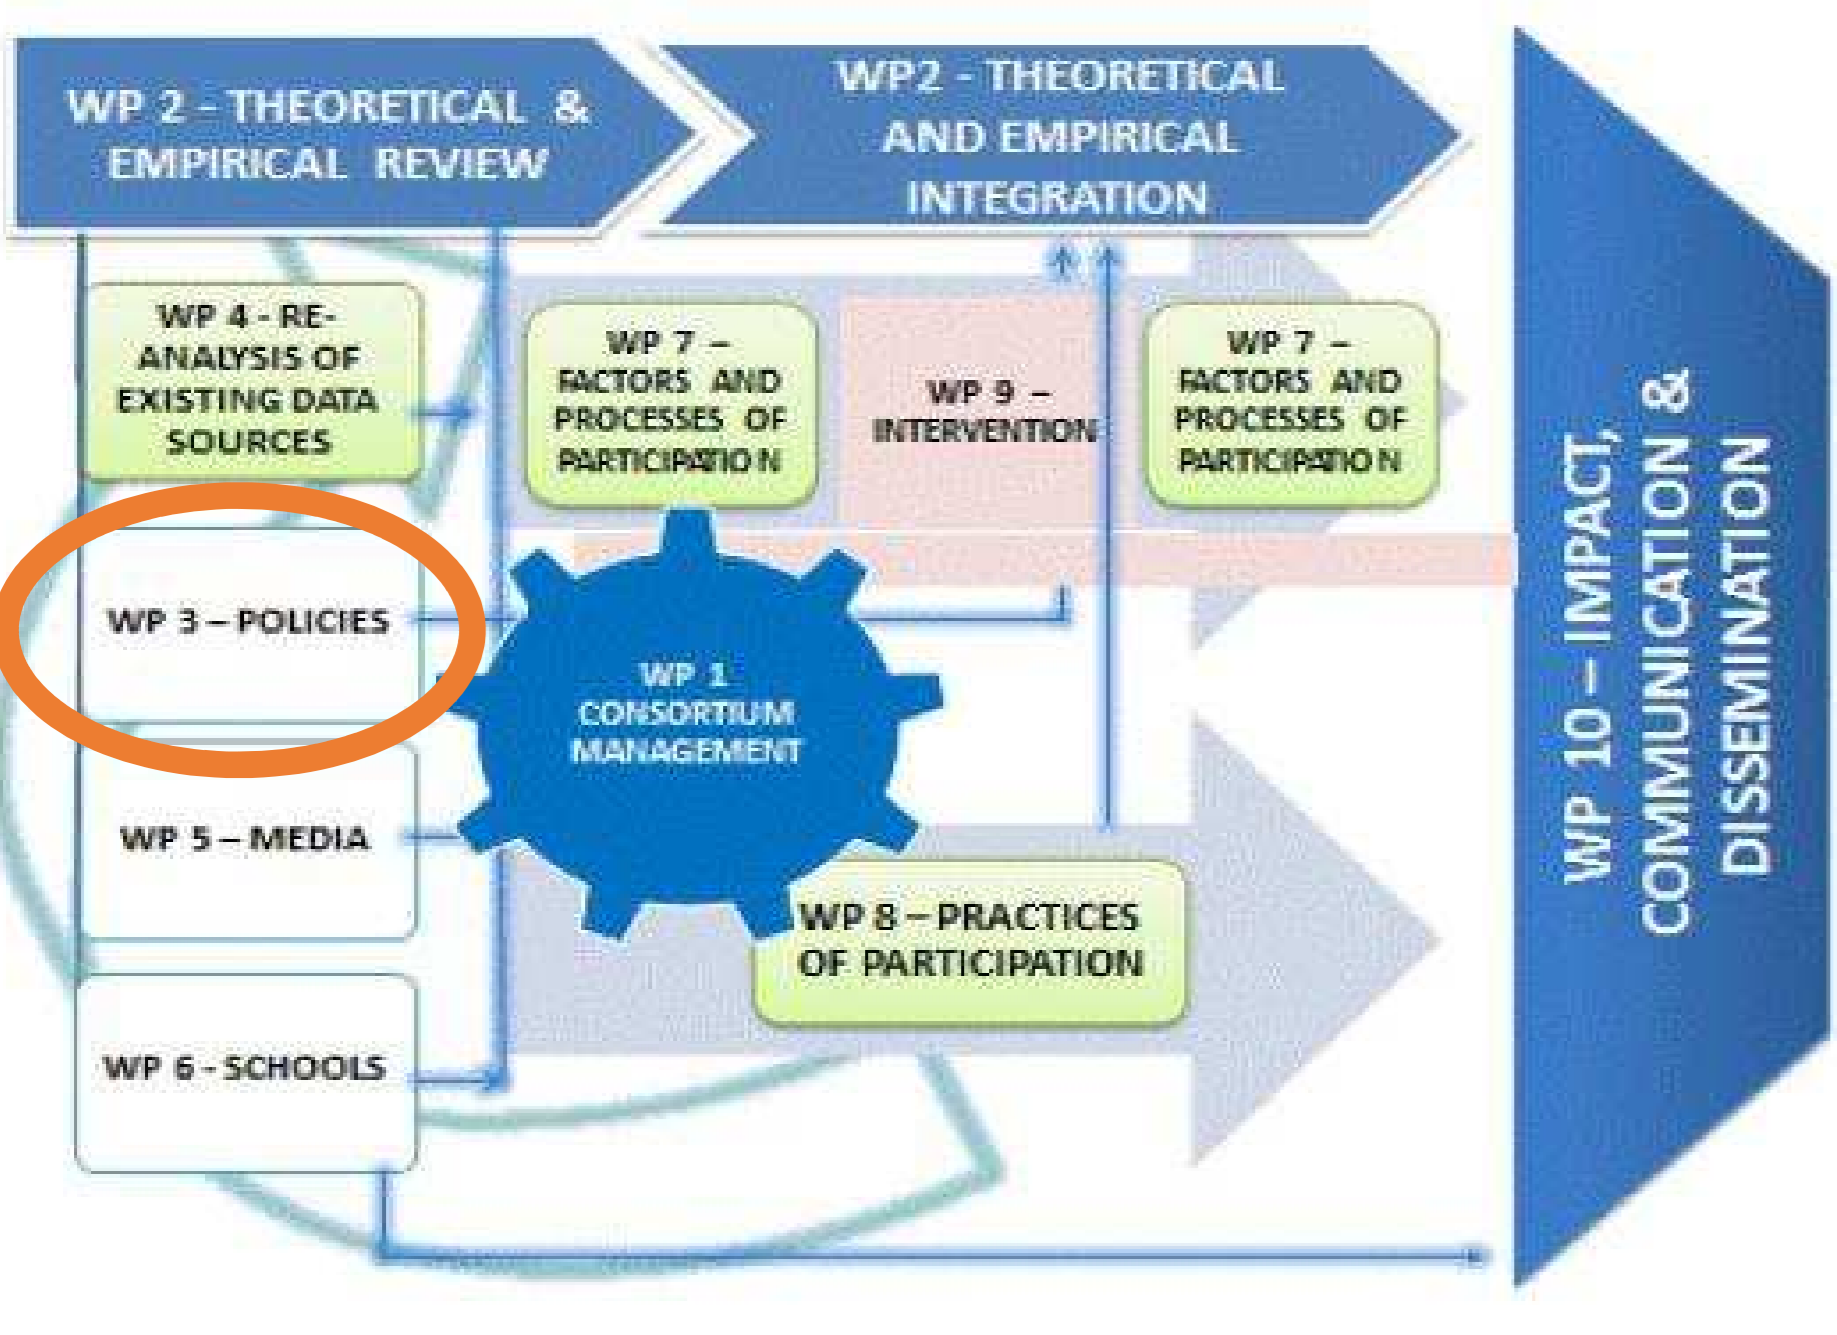 WP 2 - THEORETICAL &
EMPIRICAL REVIEW
WP2 - THEORETICAL
AND EMPIRICAL
INTEGRATION
WP 4 - RE-
ANALYSIS OF
EXISTING DATA
SOURCES
WP 7 –
FACTORS AND
PROCESSES OF
PARTICIPATION
WP 9 –
INTERVENTION
WP 7 –
FACTORS AND
PROCESSES OF
PARTICIPATION
WP 3 – POLICIES
WP 1
CONSORTIUM
MANAGEMENT
WP 5 – MEDIA
WP 8 – PRACTICES
OF PARTICIPATION
WP 6 - SCHOOLS
WP 10 – IMPACT,
COMMUNICATION &
DISSEMINATION